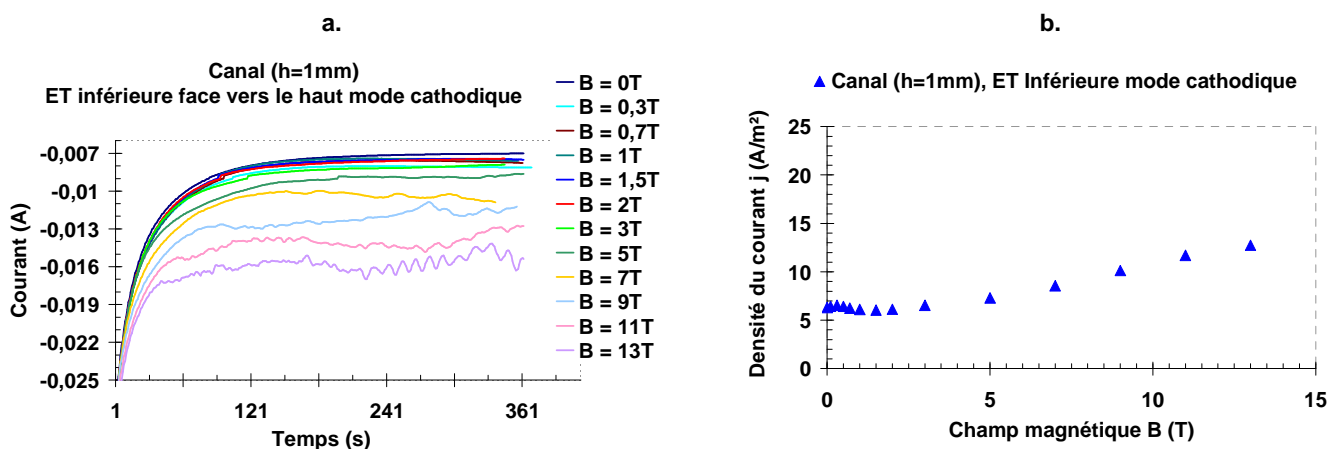 a.
Canal (h=1mm)
ET inférieure face vers le haut mode cathodique
Courant (A)
-0,007
-0,01
-0,013
-0,016
-0,019
-0,022
-0,025
1
121
241
361
Temps (s)
B = 0T
B = 0,3T
B = 0,7T
B = 1T
B = 1,5T
B = 2T
B = 3T
B = 5T
B = 7T
B = 9T
B = 11T
B = 13T
b.
Canal (h=1mm), ET Inférieure mode cathodique
Densité du courant j (A/m²)
25
20
15
10
5
0
0
5
10
15
Champ magnétique B (T)